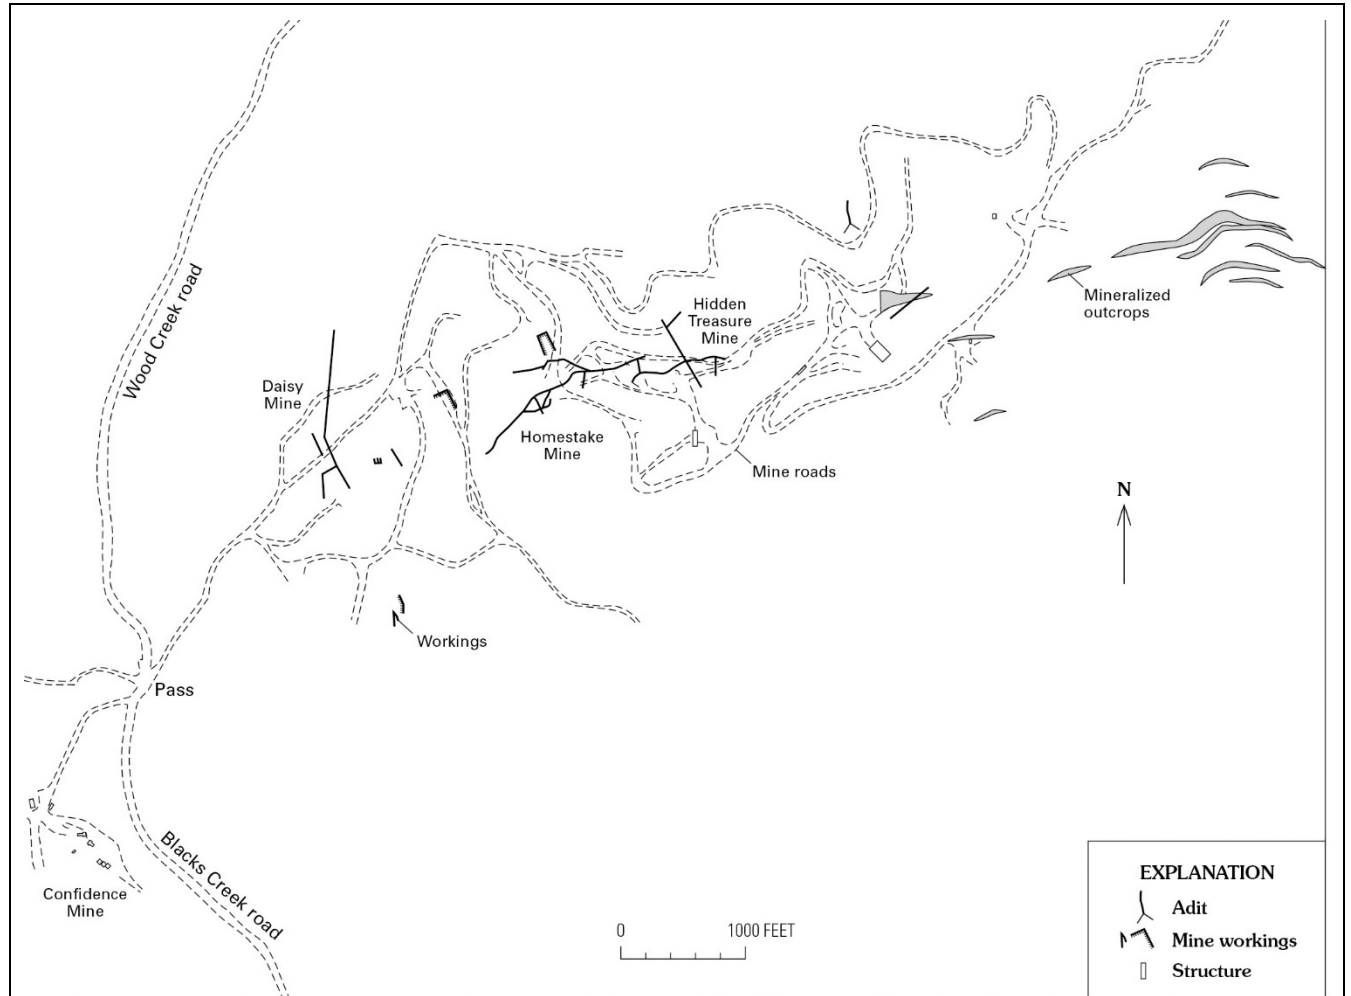 Wood Creek road
Hidden
Treasure
Mine
Mineralized
outcrops
Daisy
Mine
Homestake
Mine
Mine roads
N
Workings
Pass
Blacks Creek road
Confidence
Mine
0 1000 FEET
EXPLANATION
Adit
Mine workings
Structure